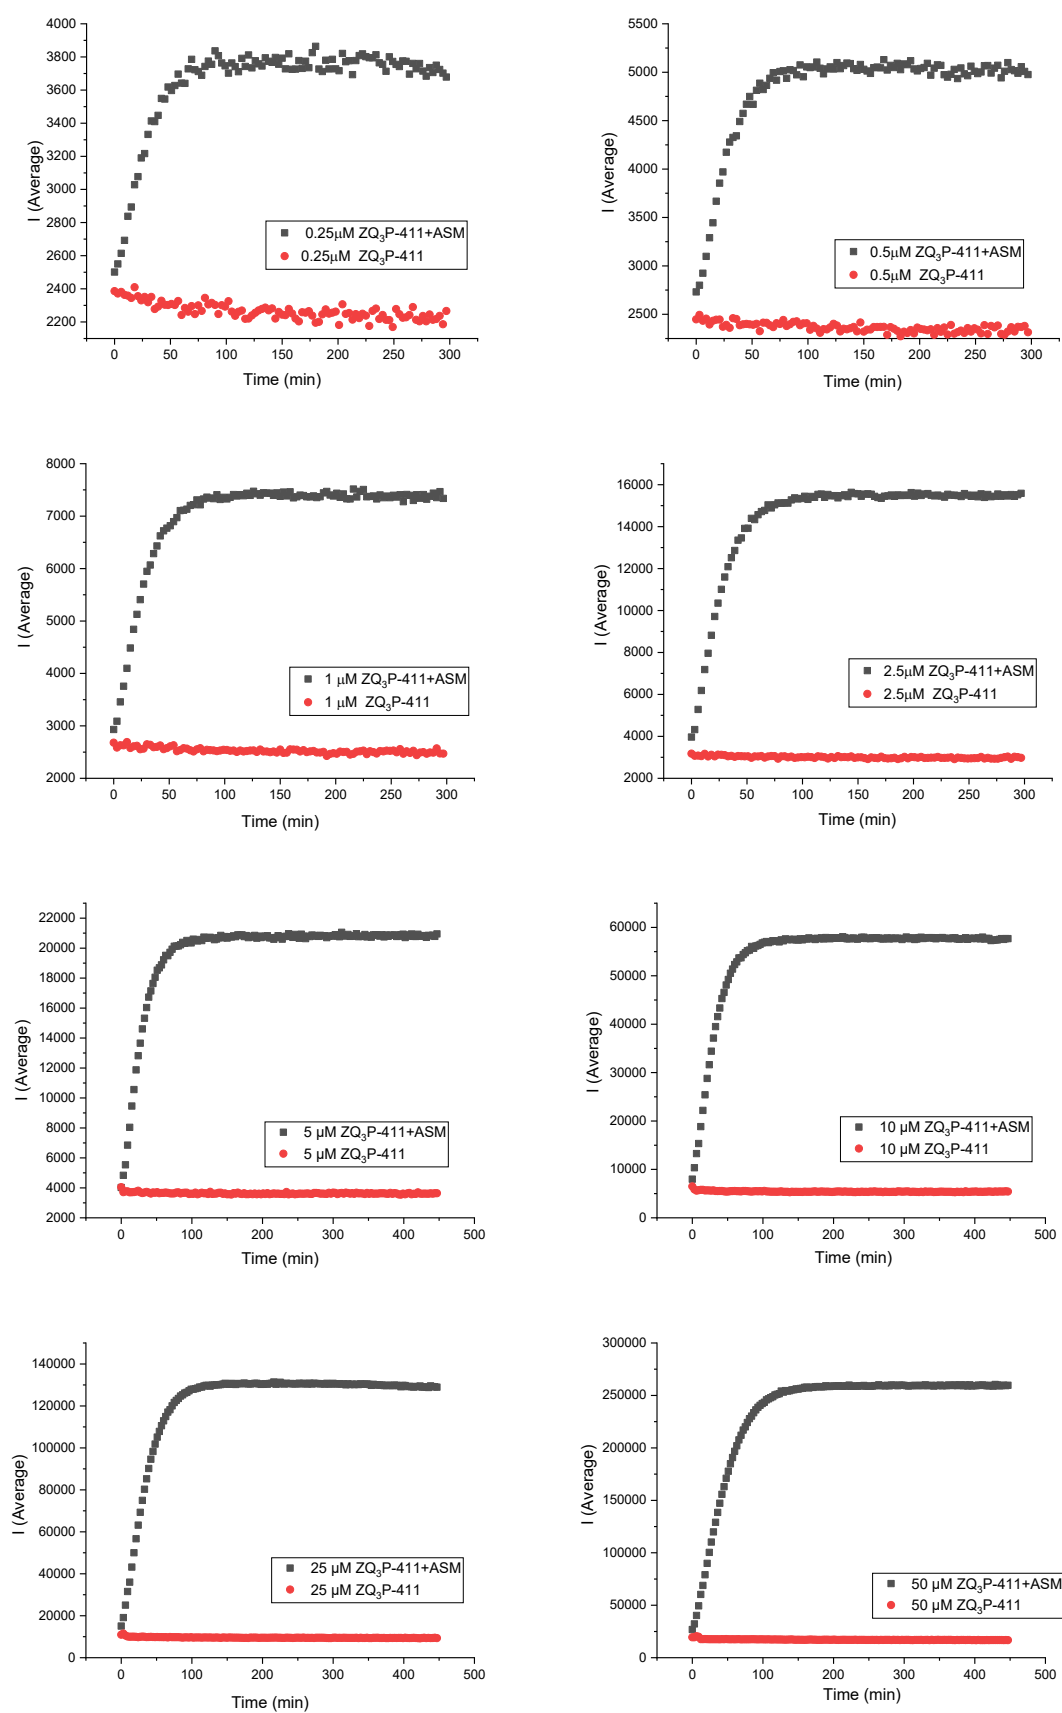 4000
3800
3600
3400
3200
3000
2800
2600
2400
2200
I (Average)
0.25μM ZQ₃P-411+ASM
0.25μM ZQ₃P-411
0 50 100 150 200 250 300
Time (min)
5500
5000
4500
4000
3500
3000
2500
I (Average)
0.5μM ZQ₃P-411+ASM
0.5μM ZQ₃P-411
0 50 100 150 200 250 300
Time (min)
8000
7000
6000
5000
4000
3000
2000
I (Average)
1 μM ZQ₃P-411+ASM
1 μM ZQ₃P-411
0 50 100 150 200 250 300
Time (min)
16000
14000
12000
10000
8000
6000
4000
2000
I (Average)
2.5μM ZQ₃P-411+ASM
2.5μM ZQ₃P-411
0 50 100 150 200 250 300
Time (min)
22000
20000
18000
16000
14000
12000
10000
8000
6000
4000
2000
I (Average)
5 μM ZQ₃P-411+ASM
5 μM ZQ₃P-411
0 100 200 300 400 500
Time (min)
60000
50000
40000
30000
20000
10000
0
I (Average)
10 μM ZQ₃P-411+ASM
10 μM ZQ₃P-411
0 100 200 300 400 500
Time (min)
140000
120000
100000
80000
60000
40000
20000
0
I (Average)
25 μM ZQ₃P-411+ASM
25 μM ZQ₃P-411
0 100 200 300 400 500
Time (min)
300000
250000
200000
150000
100000
50000
0
I (Average)
50 μM ZQ₃P-411+ASM
50 μM ZQ₃P-411
0 100 200 300 400 500
Time (min)